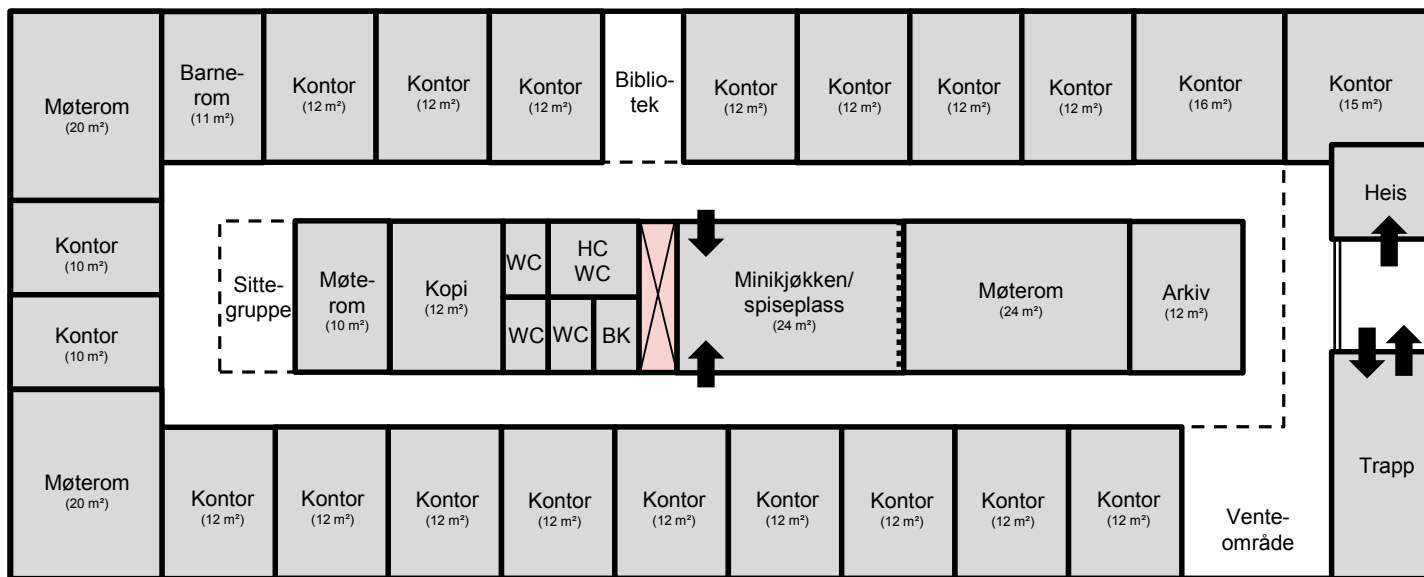 Møterom
(20 m²)
Barne-
rom
(11 m²)
Kontor
(12 m²)
Kontor
(12 m²)
Kontor
(12 m²)
Biblio-
tek
Kontor
(12 m²)
Kontor
(12 m²)
Kontor
(12 m²)
Kontor
(12 m²)
Kontor
(16 m²)
Kontor
(15 m²)
Heis
Kontor
(10 m²)
Kontor
(10 m²)
Sitte-
gruppe
Møte-
rom
(10 m²)
Kopi
(12 m²)
WC
HC
WC
WC
WC
BK
Minikjøkken/
spiseplass
(24 m²)
Møterom
(24 m²)
Arkiv
(12 m²)
Møterom
(20 m²)
Kontor
(12 m²)
Kontor
(12 m²)
Kontor
(12 m²)
Kontor
(12 m²)
Kontor
(12 m²)
Kontor
(12 m²)
Kontor
(12 m²)
Kontor
(12 m²)
Kontor
(12 m²)
Vente-
område
Trapp